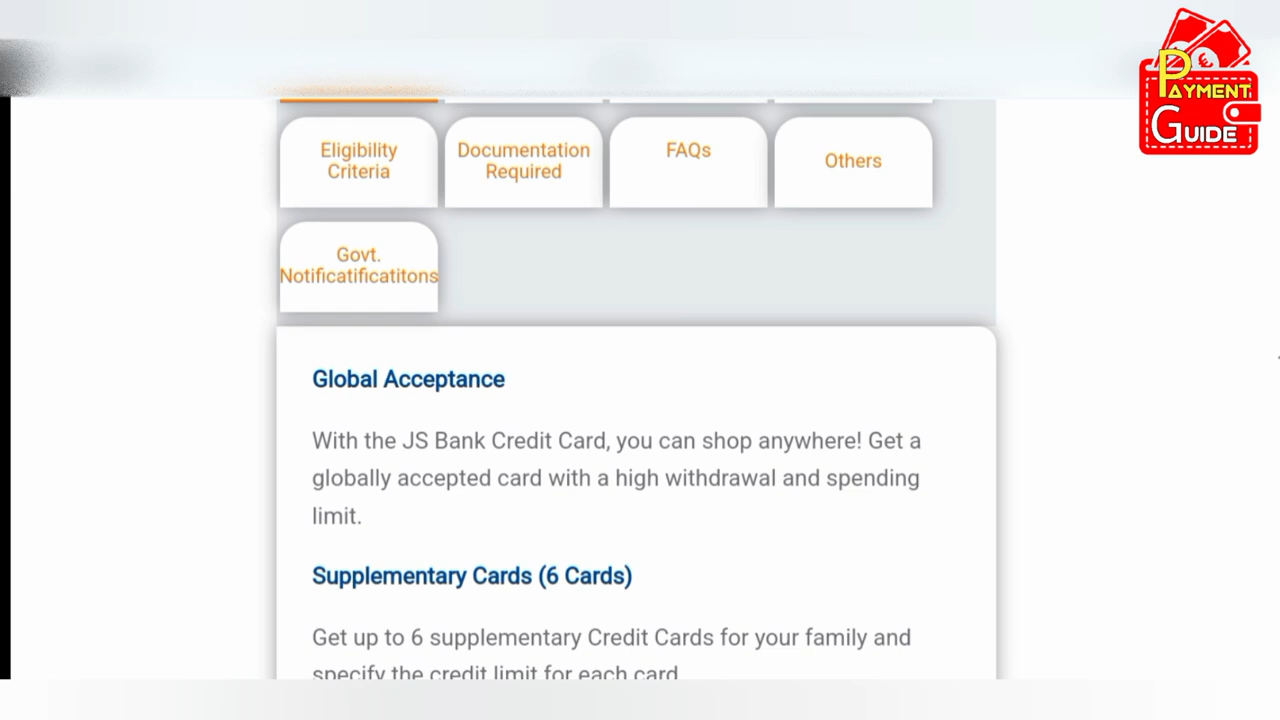 PAYMENT
GUIDE
Eligibility
Criteria
Documentation
Required
FAQs
Others
Govt.
Notificatificatitons
Global Acceptance
With the JS Bank Credit Card, you can shop anywhere! Get a
globally accepted card with a high withdrawal and spending
limit.
Supplementary Cards (6 Cards)
Get up to 6 supplementary Credit Cards for your family and
specify the credit limit for each card